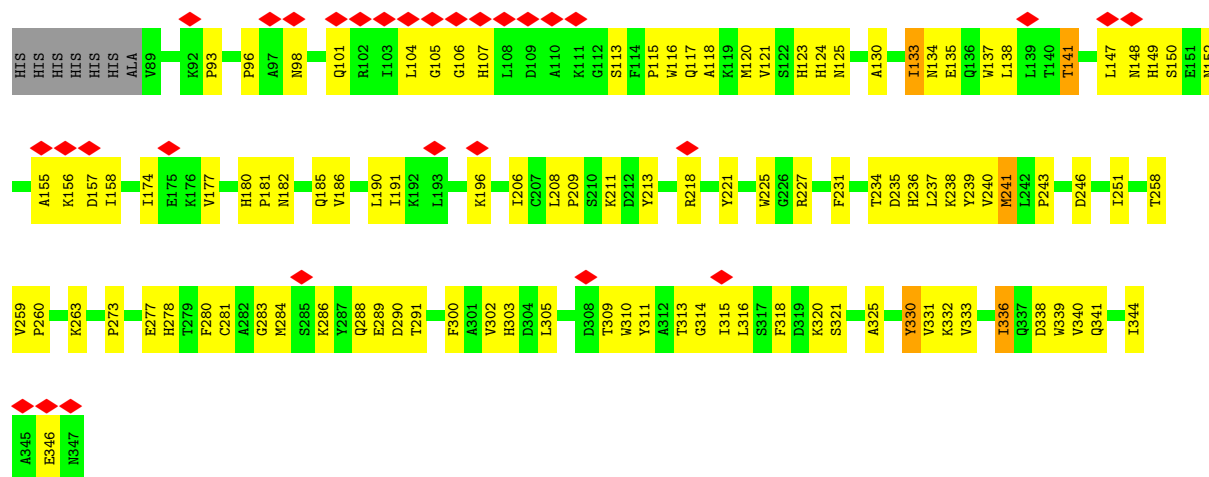 HIS HIS HIS HIS HIS HIS ALA V89 K92 P93 P96 A97 N98 Q101 R102 I103 L104 G105 G106 H107 L108 D109 A110 K111 G112 S113 F114 P115 W116 Q117 A118 K119 M120 V121 S122 H123 H124 N125 A130 I133 N134 E135 Q136 W137 L138 L139 T140 T141 L147 N148 H149 S150 E151 N152
A155 K156 D157 I158 I174 E175 K176 V177 H180 P181 N182 Q185 V186 L190 I191 K192 L193 K196 I206 C207 L208 P209 S210 K211 D212 Y213 R218 Y221 W225 G226 R227 F231 T234 D235 H236 L237 K238 Y239 V240 M241 L242 P243 D246 I251 T258
V259 P260 K263 P273 E277 H278 T279 F280 C281 A282 G283 M284 S285 K286 Y287 Q288 E289 D290 T291 F300 A301 V302 H303 D304 L305 D308 T309 W310 Y311 A312 T313 G314 I315 L316 S317 F318 D319 K320 S321 A325 Y330 V331 K332 V333 I336 Q337 D338 W339 V340 Q341 I344
A345 E346 N347